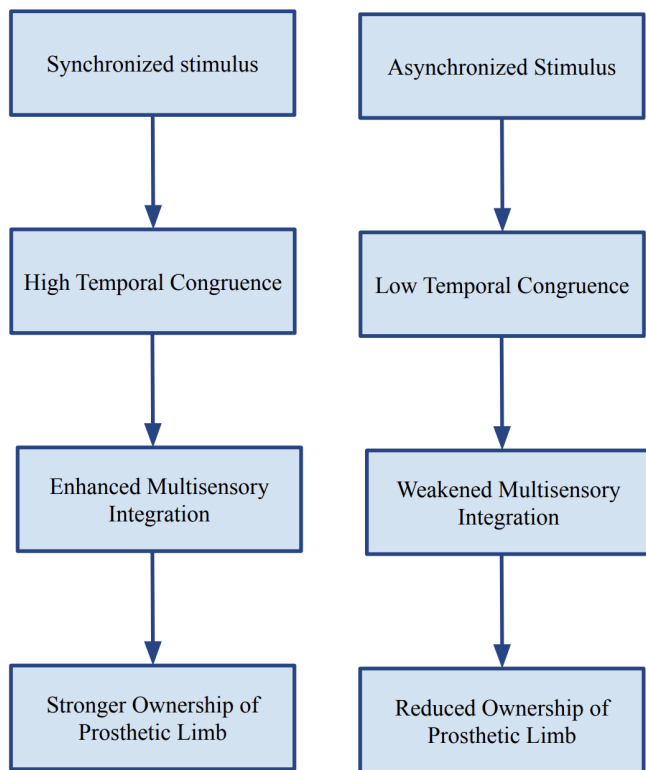 Synchronized stimulus
Asynchronized Stimulus
High Temporal Congruence
Low Temporal Congruence
Enhanced Multisensory
Integration
Weakened Multisensory
Integration
Stronger Ownership of
Prosthetic Limb
Reduced Ownership of
Prosthetic Limb